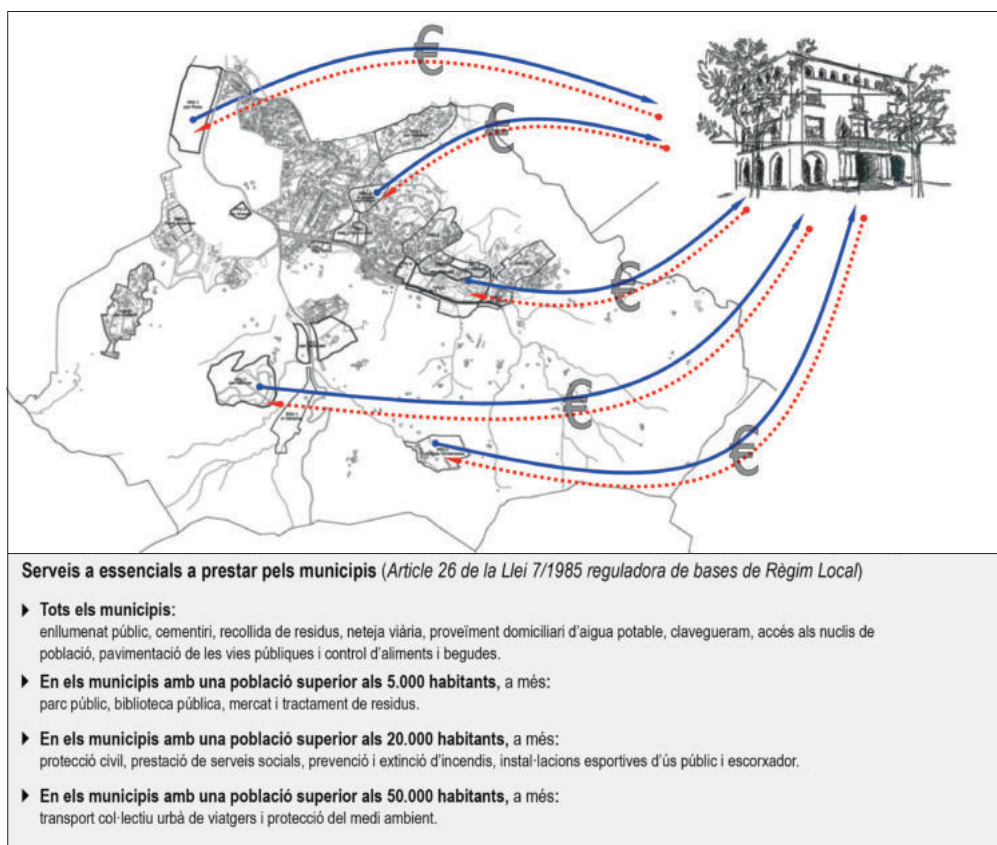 €
€
€
€
€
Serveis a essencials a prestar pels municipis (Article 26 de la Llei 7/1985 reguladora de bases de Règim Local)
Tots els municipis:
enllumenat públic, cementiri, recollida de residus, neteja viària, proveïment domiciliari d'aigua potable, clavegueram, accés als nuclis de
població, pavimentació de les vies públiques i control d'aliments i begudes.
En els municipis amb una població superior als 5.000 habitants, a més:
parc públic, biblioteca pública, mercat i tractament de residus.
En els municipis amb una població superior als 20.000 habitants, a més:
protecció civil, prestació de serveis socials, prevenció i extinció d'incendis, instal·lacions esportives d'ús públic i escorxador.
En els municipis amb una població superior als 50.000 habitants, a més:
transport col·lectiu urbà de viatgers i protecció del medi ambient.